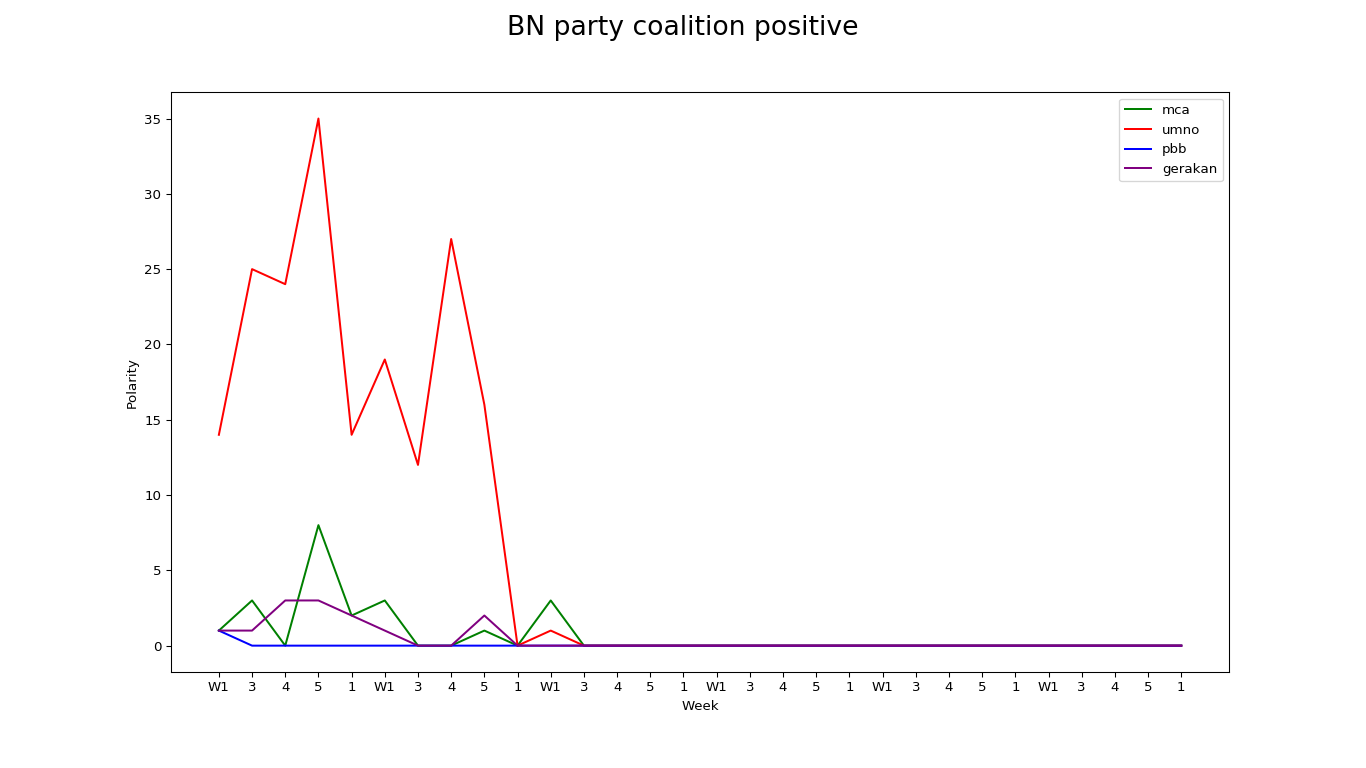 BN party coalition positive
mca
umno
pbb
gerakan
35
30
25
20
15
10
5
0
Polarity
W1 3 4 5 1 W1 3 4 5 1 W1 3 4 5 1 W1 3 4 5 1 W1 3 4 5 1 W1 3 4 5 1
Week